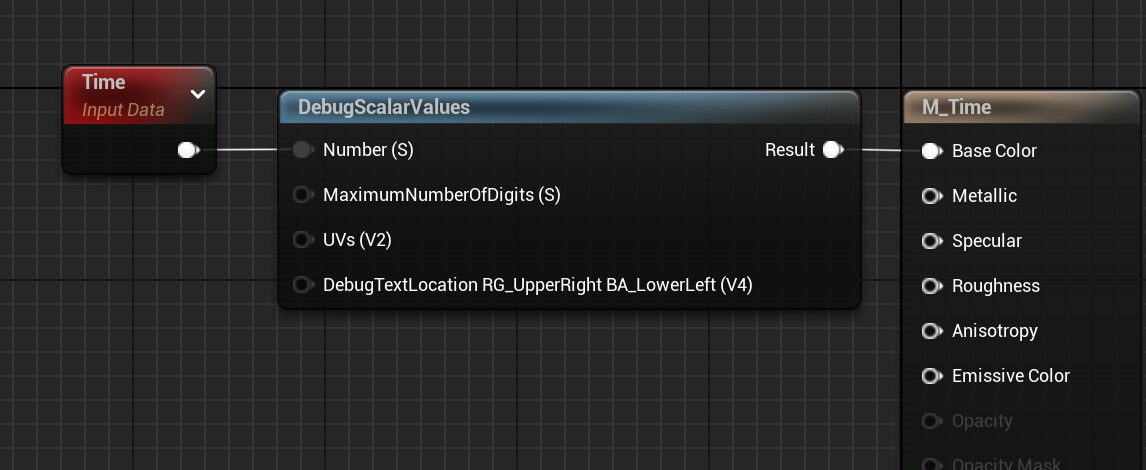 Time
Input Data
DebugScalarValues
Number (S)
Result
MaximumNumberOfDigits (S)
UVs (V2)
DebugTextLocation RG_UpperRight BA_LowerLeft (V4)
M_Time
Base Color
Metallic
Specular
Roughness
Anisotropy
Emissive Color
Opacity
Opacity Mask